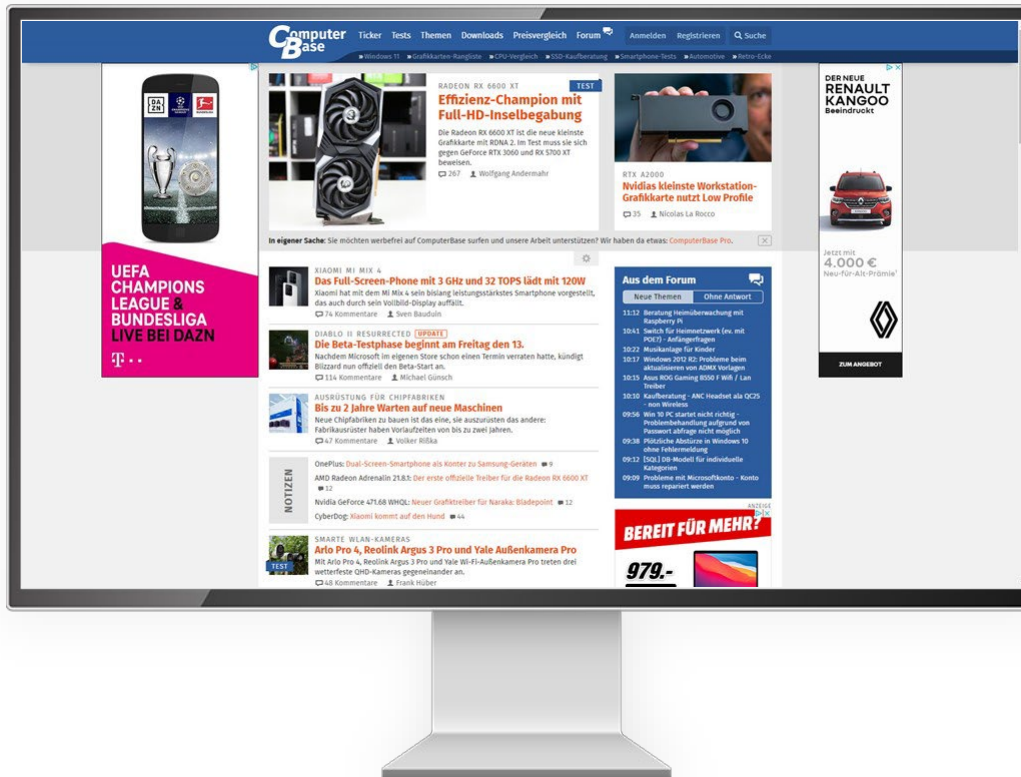 ComputerBase
Ticker Tests Themen Downloads Preisvergleich Forum Anmelden Registrieren Suche
»Windows 11 »Grafikkarten-Rangliste »CPU-Vergleich »SSD-Kaufberatung »Smartphone-Tests »Automotive »Retro-Ecke
DAZN
UEFA
CHAMPIONS
LEAGUE &
BUNDESLIGA
LIVE BEI DAZN
T
RADEON RX 6600 XT
TEST
Effizienz-Champion mit
Full-HD-Inselbegabung
Die Radeon RX 6600 XT ist die neue kleinste
Grafikkarte mit RDNA 2. Im Test muss sie sich
gegen GeForce RTX 3060 und RX 5700 XT
beweisen.
267 Wolfgang Andermahr
RTX A2000
Nvidias kleinste Workstation-
Grafikkarte nutzt Low Profile
35 Nicolas La Rocco
In eigener Sache: Sie möchten werbefrei auf ComputerBase surfen und unsere Arbeit unterstützen? Wir haben da etwas: ComputerBase Pro.
XIAOMI MI MIX 4
Das Full-Screen-Phone mit 3 GHz und 32 TOPS lädt mit 120W
Xiaomi hat mit dem Mi Mix 4 sein bislang leistungsstärkstes Smartphone vorgestellt,
das auch durch sein Vollbild-Display auffällt.
74 Kommentare Sven Bauduin
DIABLO II RESURRECTED UPDATE
Die Beta-Testphase beginnt am Freitag den 13.
Nachdem Microsoft im eigenen Store schon einen Termin verraten hatte, kündigt
Blizzard nun offiziell den Beta-Start an.
114 Kommentare Michael Günsch
AUSRÜSTUNG FÜR CHIPFABRIKEN
Bis zu 2 Jahre Warten auf neue Maschinen
Neue Chipfabriken zu bauen ist das eine, sie auszurüsten das andere:
Fabrikausrüster haben Vorlaufzeiten von bis zu zwei Jahren.
47 Kommentare Volker Rißka
NOTIZEN
OnePlus: Dual-Screen-Smartphone als Konter zu Samsung-Geräten 9
AMD Radeon Adrenalin 21.8.1: Der erste offizielle Treiber für die Radeon RX 6600 XT
12
Nvidia GeForce 471.68 WHQL: Neuer Grafiktreiber für Naraka: Bladepoint 12
CyberDog: Xiaomi kommt auf den Hund 44
SMARTE WLAN-KAMERAS
Arlo Pro 4, Reolink Argus 3 Pro und Yale Außenkamera Pro
TEST
Mit Arlo Pro 4, Reolink Argus 3 Pro und Yale Wi-Fi-Außenkamera Pro treten drei
wetterfeste QHD-Kameras gegeneinander an.
48 Kommentare Frank Hüber
Aus dem Forum
Neue Themen Ohne Antwort
11:12 Beratung Heimüberwachung mit
Raspberry Pi
10:41 Switch für Heimnetzwerk (ev. mit
POE?) - Anfängerfragen
10:22 Musikanlage für Kinder
10:17 Windows 2012 R2: Probleme beim
aktualisieren von ADMX Vorlagen
10:15 Asus ROG Gaming B550 F Wifi / Lan
Treiber
10:10 Kaufberatung - ANC Headset ala QC25
- non Wireless
09:56 Win 10 PC startet nicht richtig -
Problembehandlung aufgrund von
Passwort abfrage nicht möglich
09:38 Plötzliche Abstürze in Windows 10
ohne Fehlermeldung
09:12 [SQL] DB-Modell für individuelle
Kategorien
09:09 Probleme mit Microsoftkonto - Konto
muss repariert werden
ANZEIGE
BEREIT FÜR MEHR?
979.-
DER NEUE
RENAULT
KANGOO
Beeindruckt
Jetzt mit
4.000 €
Neu-für-Alt-Prämie¹
ZUM ANGEBOT